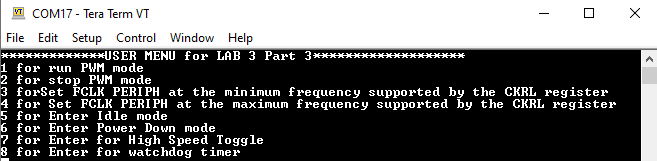 COM17 - Tera Term VT
File Edit Setup Control Window Help
*************USER MENU for LAB 3 Part 3*******************
1 for run PWM mode
2 for stop PWM mode
3 forSet FCLK PERIPH at the minimum frequency supported by the CKRL register
4 for Set FCLK PERIPH at the maximum frequency supported by the CKRL register
5 for Enter Idle mode
6 for Enter Power Down mode
7 for Enter for High Speed Toggle
8 for Enter for watchdog timer